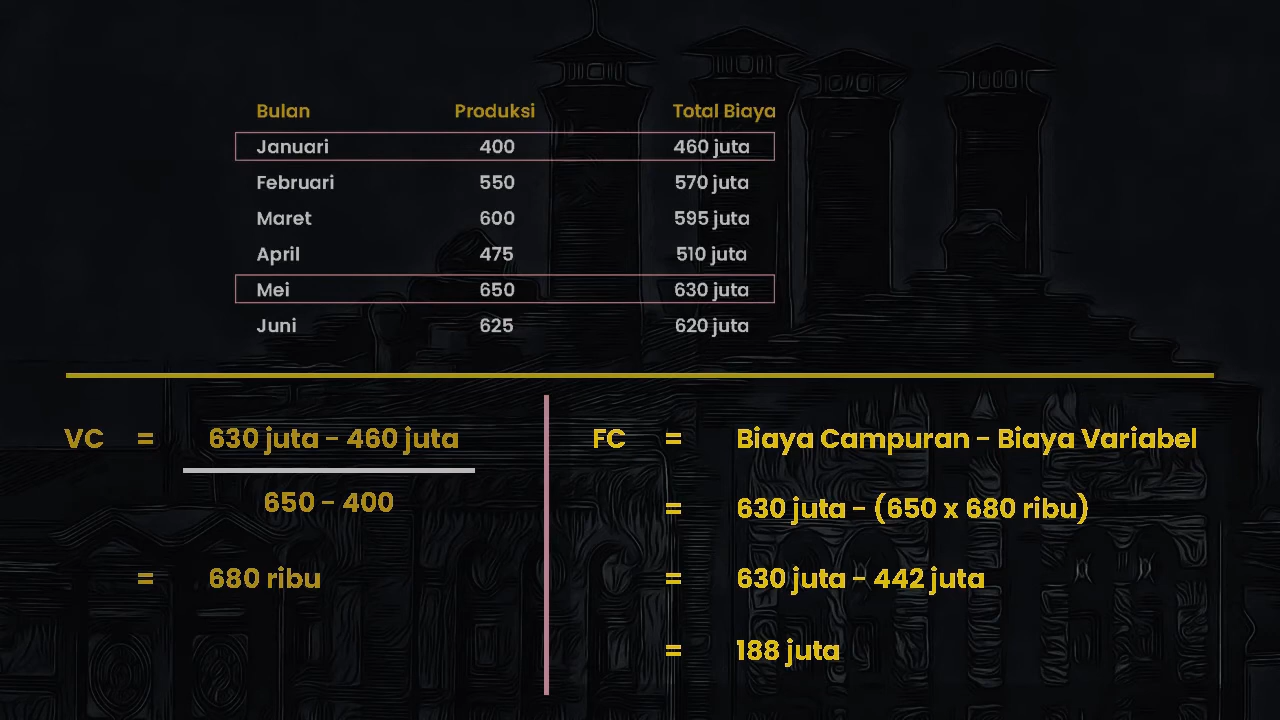 Bulan Produksi Total Biaya
Januari 400 460 juta
Februari 550 570 juta
Maret 600 595 juta
April 475 510 juta
Mei 650 630 juta
Juni 625 620 juta
VC = 630 juta - 460 juta
650 - 400
= 680 ribu
FC = Biaya Campuran - Biaya Variabel
= 630 juta - (650 x 680 ribu)
= 630 juta - 442 juta
= 188 juta